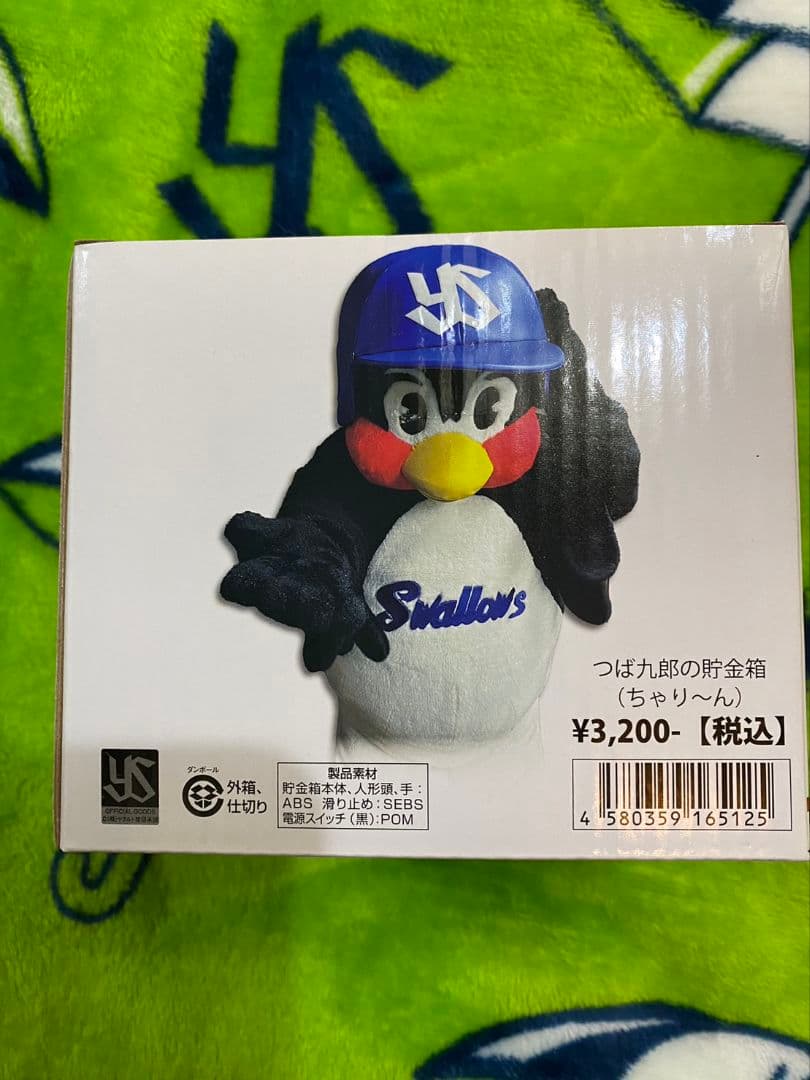 YS
YS
Swallows
つば九郎の貯金箱
（ちゃり〜ん）
¥3,200-【税込】
YS
OFFICIAL GOODS
ダンボール
外箱、
仕切り
製品素材
貯金箱本体、人形頭、手：
ABS 滑り止め：SEBS
電源スイッチ（黒）：POM
4 580359 165125